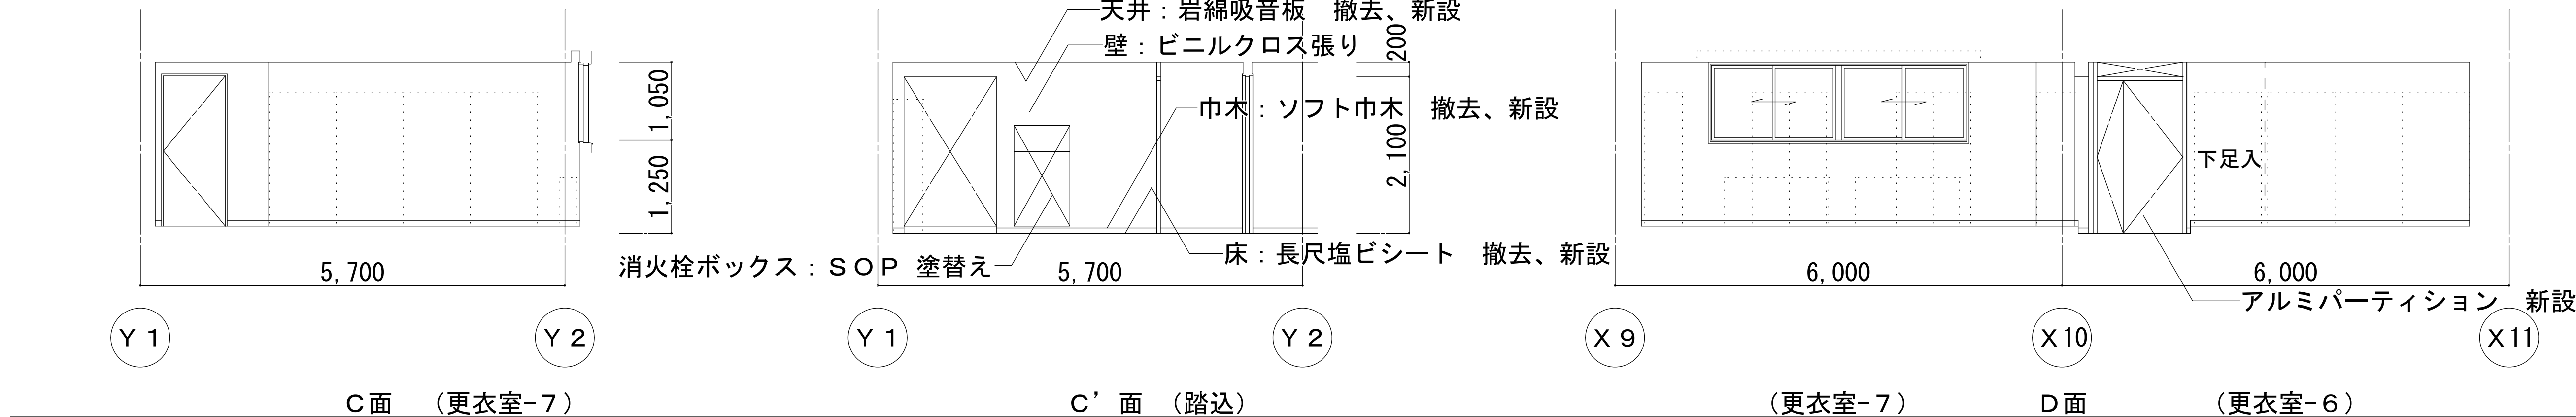 天井：岩綿吸音板　撤去、新設
壁：ビニルクロス張り
巾木：ソフト巾木　撤去、新設
床：長尺塩ビシート　撤去、新設
消火栓ボックス：ＳＯＰ 塗替え
1,050
1,250
200
2,100
下足入
アルミパーティション　新設
5,700
5,700
6,000
6,000
Ｙ１
Ｙ２
Ｙ１
Ｙ２
Ｘ９
Ｘ10
Ｘ11
Ｃ面　（更衣室-７）
Ｃ’面　（踏込）
（更衣室-７）　Ｄ面　（更衣室-６）